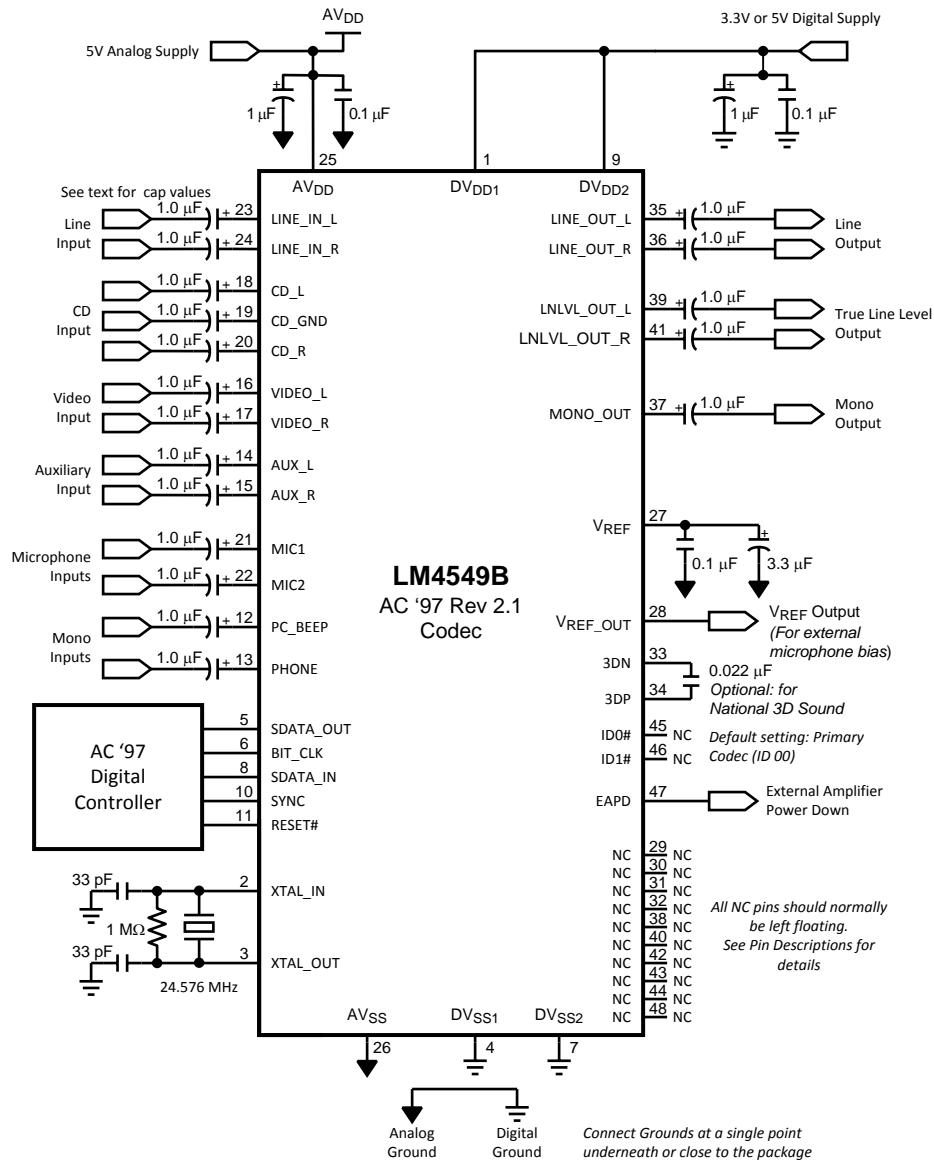 AVDD
5V Analog Supply
3.3V or 5V Digital Supply
+
1 µF
0.1 µF
+
1 µF
0.1 µF
25
1
9
AVDD
DVDD1
DVDD2
See text for cap values
Line
Input
1.0 µF + 23 LINE_IN_L
1.0 µF + 24 LINE_IN_R
CD
Input
1.0 µF + 18 CD_L
1.0 µF + 19 CD_GND
1.0 µF + 20 CD_R
Video
Input
1.0 µF + 16 VIDEO_L
1.0 µF + 17 VIDEO_R
Auxiliary
Input
1.0 µF + 14 AUX_L
1.0 µF + 15 AUX_R
Microphone
Inputs
1.0 µF + 21 MIC1
1.0 µF + 22 MIC2
Mono
Inputs
1.0 µF + 12 PC_BEEP
1.0 µF + 13 PHONE
AC ‘97
Digital
Controller
5 SDATA_OUT
6 BIT_CLK
8 SDATA_IN
10 SYNC
11 RESET#
33 pF
2 XTAL_IN
1 MΩ
33 pF
3 XTAL_OUT
24.576 MHz
LM4549B
AC ‘97 Rev 2.1
Codec
LINE_OUT_L 35 + 1.0 µF
LINE_OUT_R 36 + 1.0 µF
Line
Output
LNLVL_OUT_L 39 + 1.0 µF
LNLVL_OUT_R 41 + 1.0 µF
True Line Level
Output
MONO_OUT 37 + 1.0 µF
Mono
Output
VREF 27
0.1 µF
+
3.3 µF
VREF_OUT 28
VREF Output
(For external
microphone bias)
3DN 33
3DP 34
0.022 µF
Optional: for
National 3D Sound
ID0# 45 NC
ID1# 46 NC
Default setting: Primary
Codec (ID 00)
EAPD 47
External Amplifier
Power Down
NC 29 NC
NC 30 NC
NC 31 NC
NC 32 NC
NC 38 NC
NC 40 NC
NC 42 NC
NC 43 NC
NC 44 NC
NC 48 NC
All NC pins should normally
be left floating.
See Pin Descriptions for
details
AVSS
DVSS1
DVSS2
26
4
7
Analog
Ground
Digital
Ground
Connect Grounds at a single point
underneath or close to the package